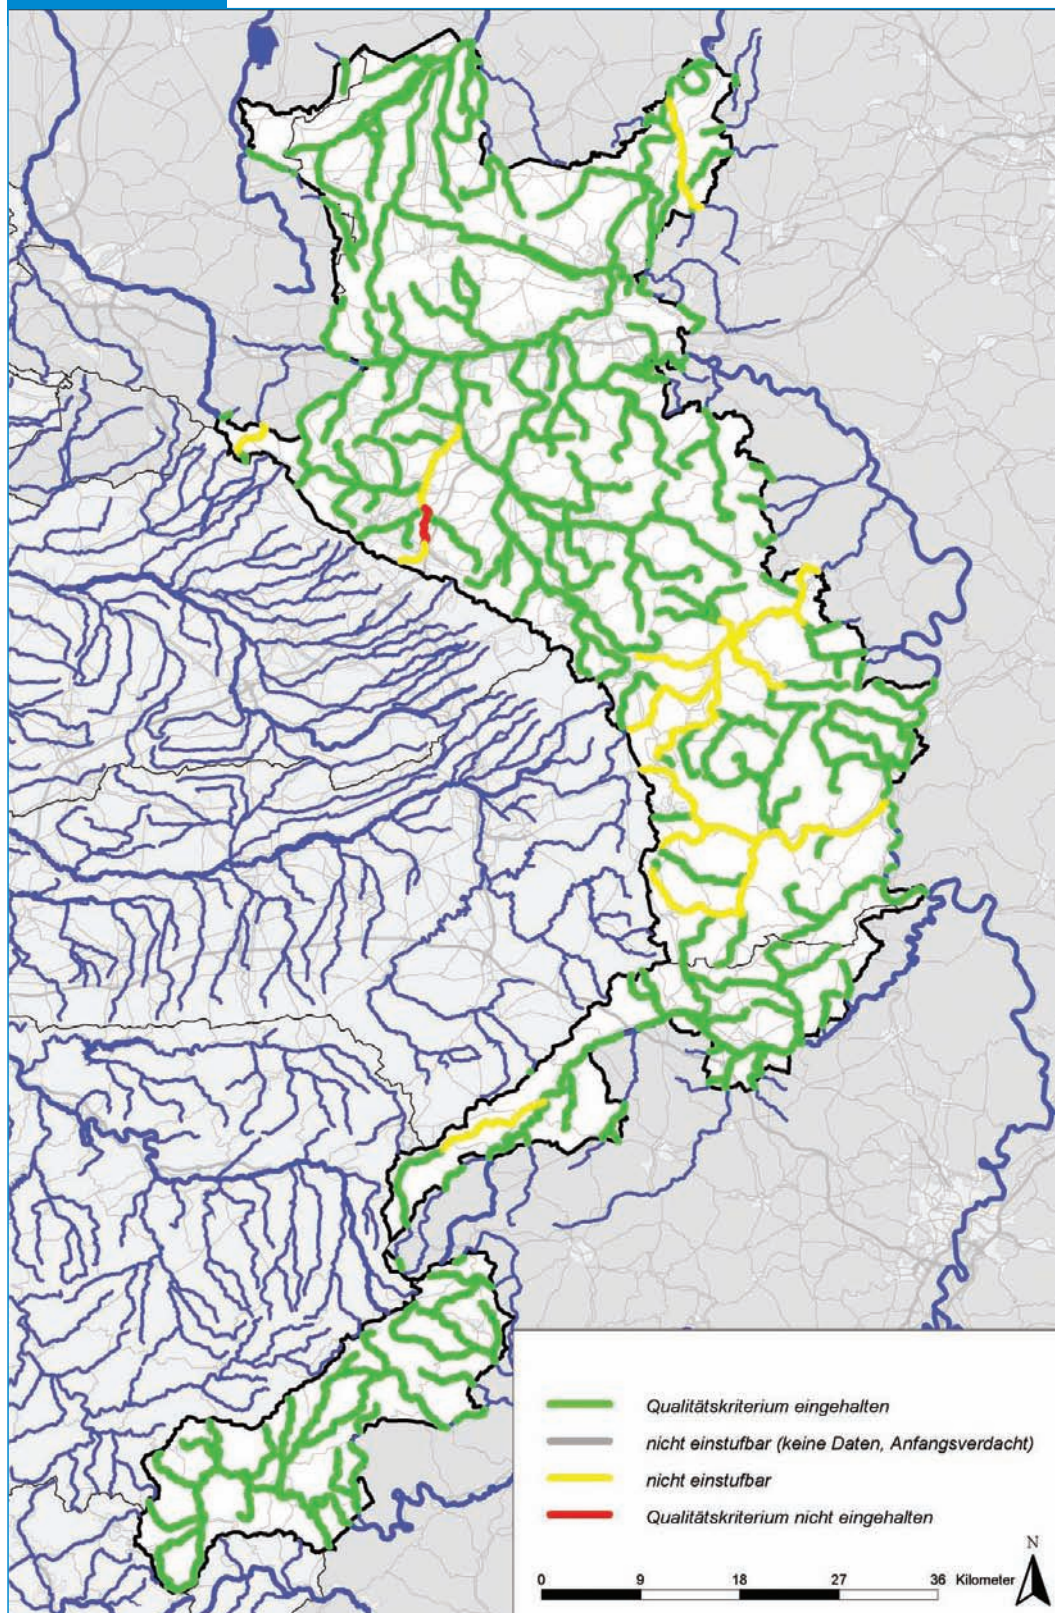 Qualitätskriterium eingehalten
nicht einstufbar (keine Daten, Anfangsverdacht)
nicht einstufbar
Qualitätskriterium nicht eingehalten
N
0 9 18 27 36 Kilometer